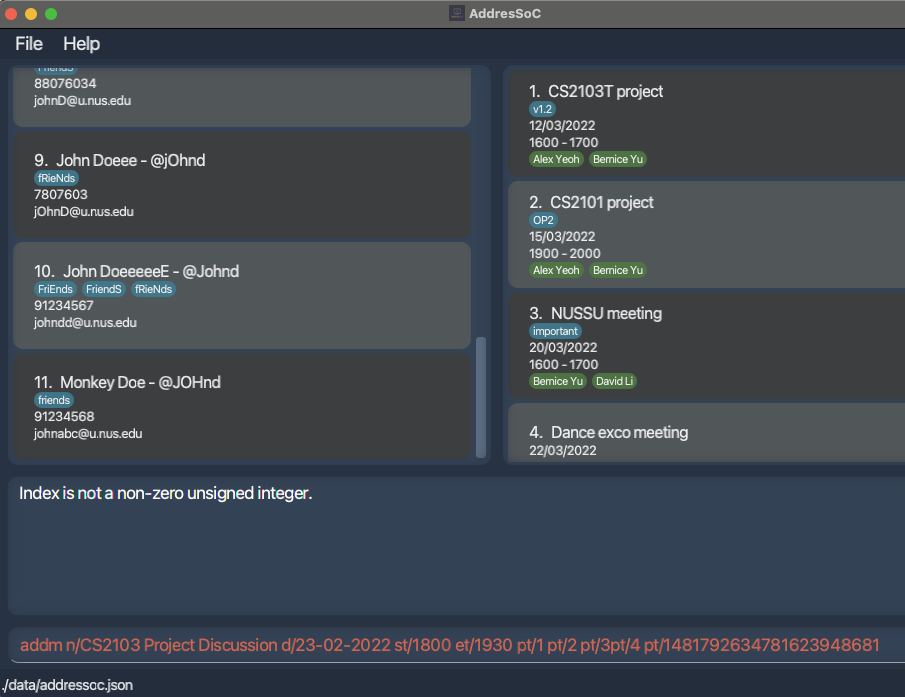 AddresSoC
File Help
FriendS
88076034
johnD@u.nus.edu
9. John Doeee - @jOhnd
fRieNds
7807603
jOhnD@u.nus.edu
10. John DoeeeeeE - @Johnd
FriEnds FriendS fRieNds
91234567
johndd@u.nus.edu
11. Monkey Doe - @JOHnd
friends
91234568
johnabc@u.nus.edu
1. CS2103T project
v1.2
12/03/2022
1600 - 1700
Alex Yeoh Bernice Yu
2. CS2101 project
OP2
15/03/2022
1900 - 2000
Alex Yeoh Bernice Yu
3. NUSSU meeting
important
20/03/2022
1600 - 1700
Bernice Yu David Li
4. Dance exco meeting
22/03/2022
Index is not a non-zero unsigned integer.
addm n/CS2103 Project Discussion d/23-02-2022 st/1800 et/1930 pt/1 pt/2 pt/3pt/4 pt/1481792634781623948681
./data/addressoc.json